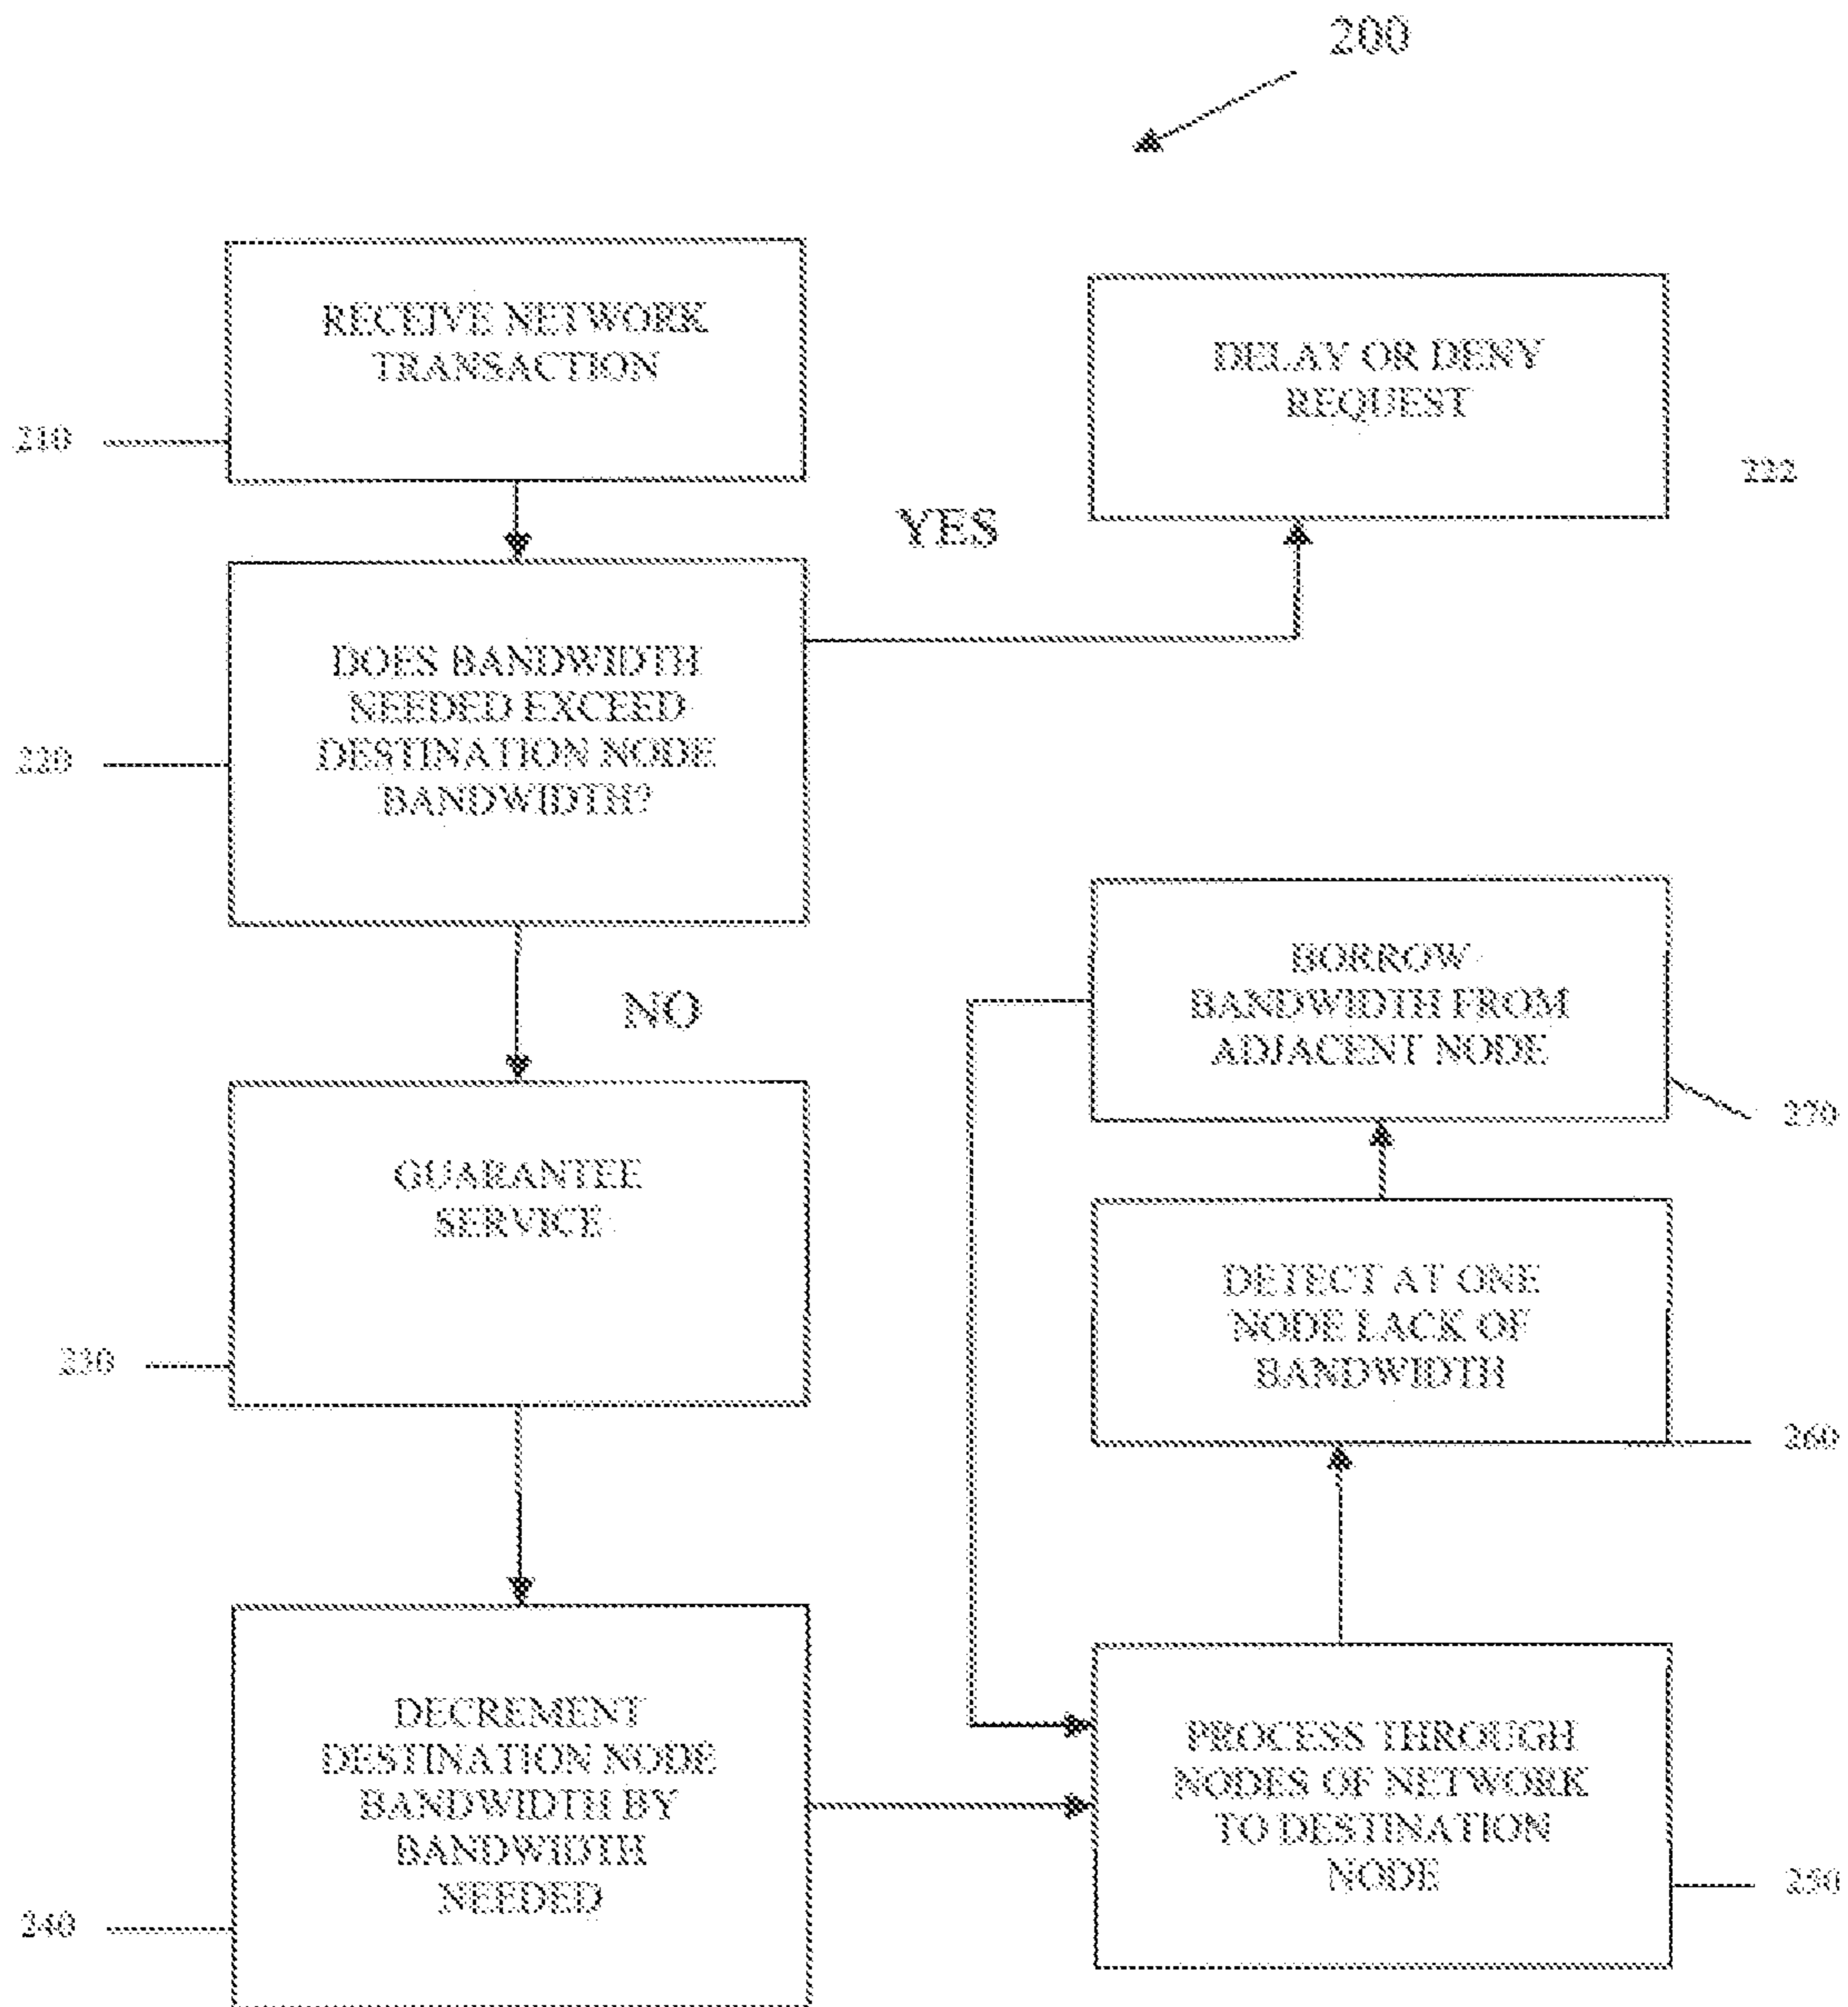 200
RECEIVE NETWORK
TRANSACTION
210
DELAY OR DENY
REQUEST
222
YES
DOES BANDWIDTH
NEEDED EXCEED
DESTINATION NODE
BANDWIDTH?
220
NO
BORROW
BANDWIDTH FROM
ADJACENT NODE
270
GUARANTEE
SERVICE
230
DETECT AT ONE
NODE LACK OF
BANDWIDTH
260
DECREMENT
DESTINATION NODE
BANDWIDTH BY
BANDWIDTH
NEEDED
240
PROCESS THROUGH
NODES OF NETWORK
TO DESTINATION
NODE
250